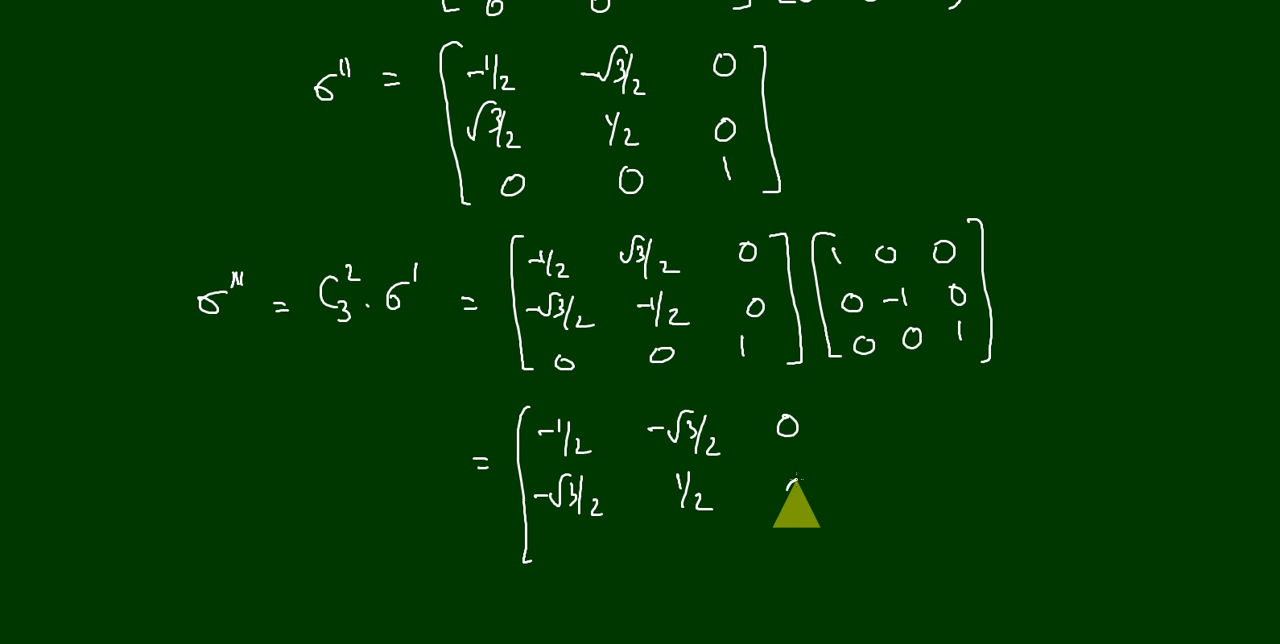 σ'' = [ -1/2 -√3/2 0
√3/2 1/2 0
0 0 1 ]
σ''' = C₃² . σ' = [ -1/2 √3/2 0 ] [ 1 0 0 ]
[ -√3/2 -1/2 0 ] [ 0 -1 0 ]
[ 0 0 1 ] [ 0 0 1 ]
= [ -1/2 -√3/2 0
-√3/2 1/2